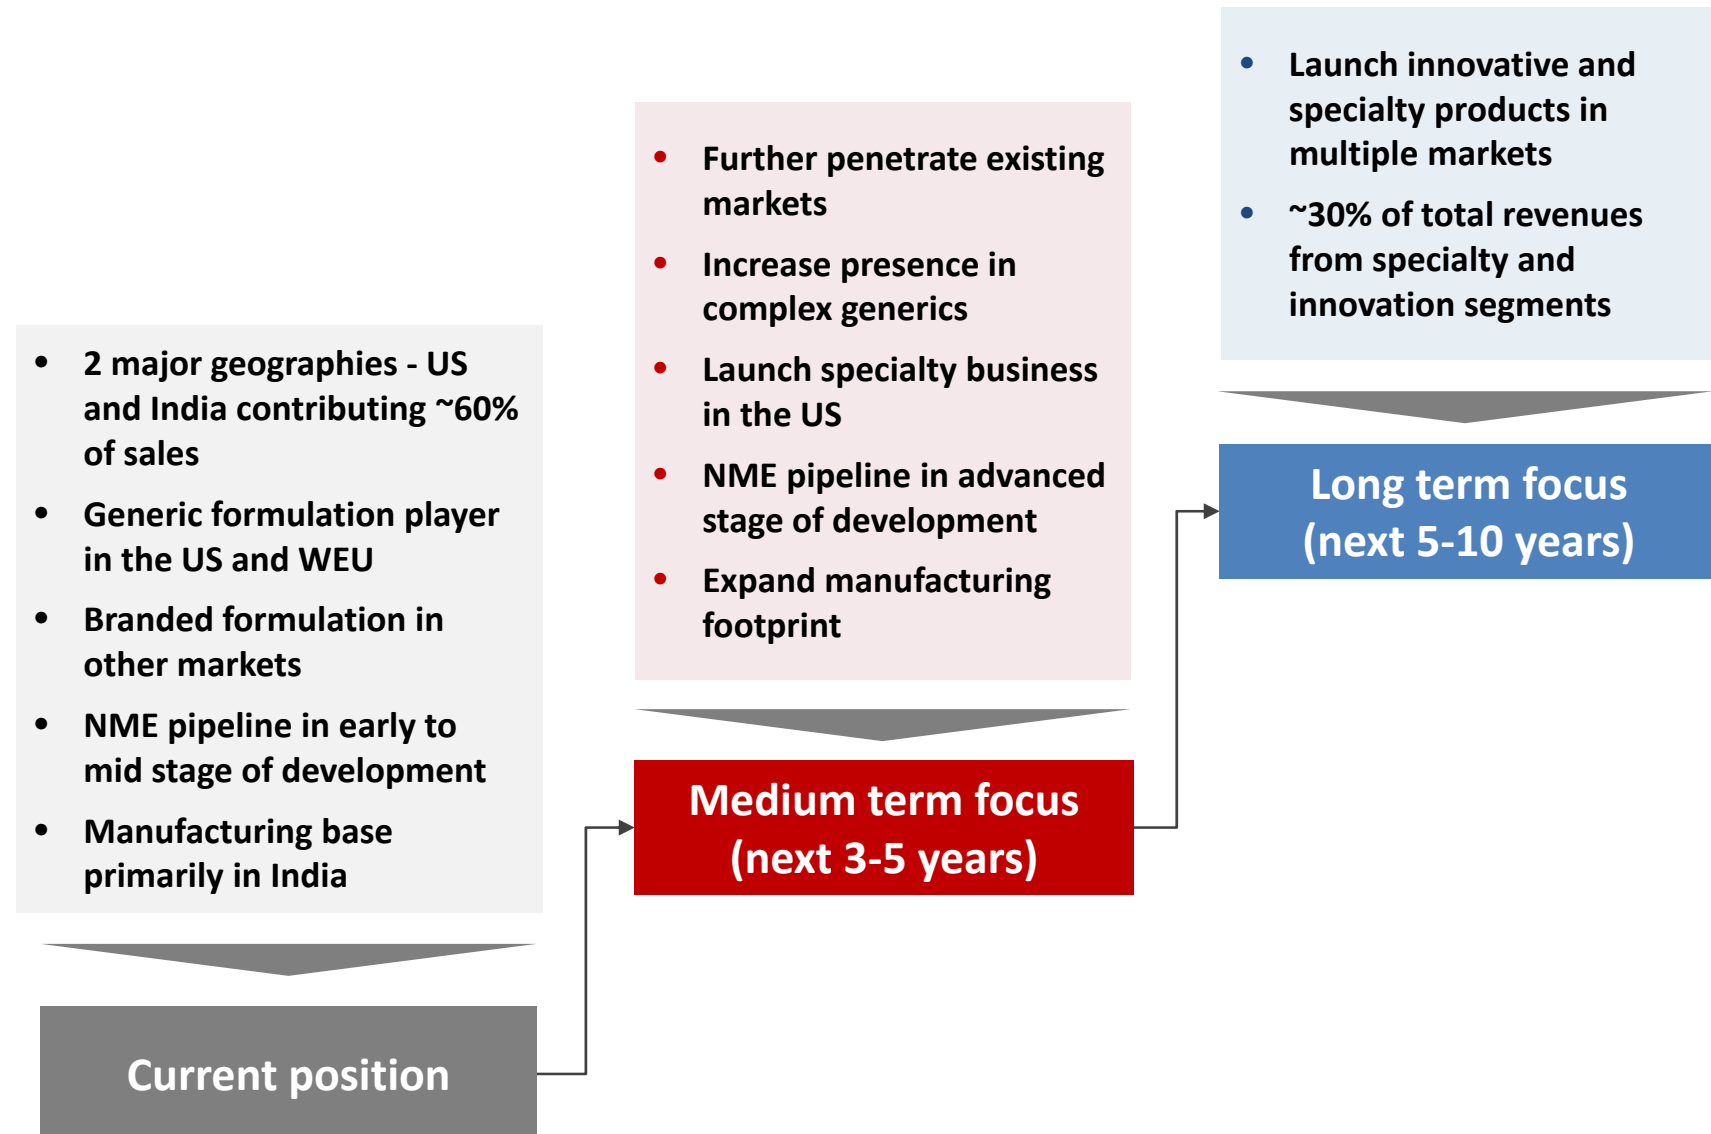 • 2 major geographies - US
and India contributing ~60%
of sales
• Generic formulation player
in the US and WEU
• Branded formulation in
other markets
• NME pipeline in early to
mid stage of development
• Manufacturing base
primarily in India
Current position
• Further penetrate existing
markets
• Increase presence in
complex generics
• Launch specialty business
in the US
• NME pipeline in advanced
stage of development
• Expand manufacturing
footprint
Medium term focus
(next 3-5 years)
• Launch innovative and
specialty products in
multiple markets
• ~30% of total revenues
from specialty and
innovation segments
Long term focus
(next 5-10 years)